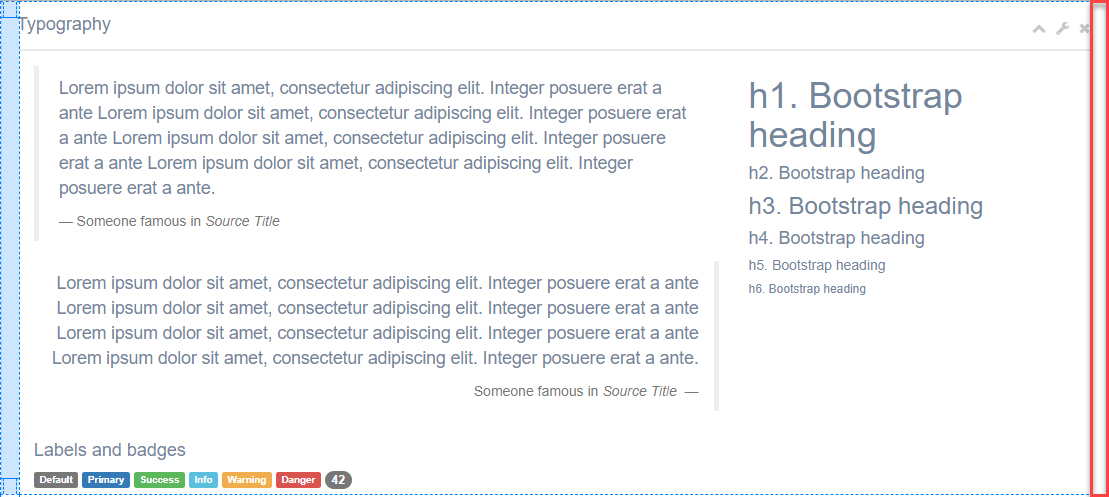 Typography
Lorem ipsum dolor sit amet, consectetur adipiscing elit. Integer posuere erat a
ante Lorem ipsum dolor sit amet, consectetur adipiscing elit. Integer posuere erat
a ante Lorem ipsum dolor sit amet, consectetur adipiscing elit. Integer posuere
erat a ante Lorem ipsum dolor sit amet, consectetur adipiscing elit. Integer
posuere erat a ante.
— Someone famous in Source Title
Lorem ipsum dolor sit amet, consectetur adipiscing elit. Integer posuere erat a ante
Lorem ipsum dolor sit amet, consectetur adipiscing elit. Integer posuere erat a ante
Lorem ipsum dolor sit amet, consectetur adipiscing elit. Integer posuere erat a ante
Lorem ipsum dolor sit amet, consectetur adipiscing elit. Integer posuere erat a ante.
Someone famous in Source Title —
h1. Bootstrap
heading
h2. Bootstrap heading
h3. Bootstrap heading
h4. Bootstrap heading
h5. Bootstrap heading
h6. Bootstrap heading
Labels and badges
Default Primary Success Info Warning Danger 42